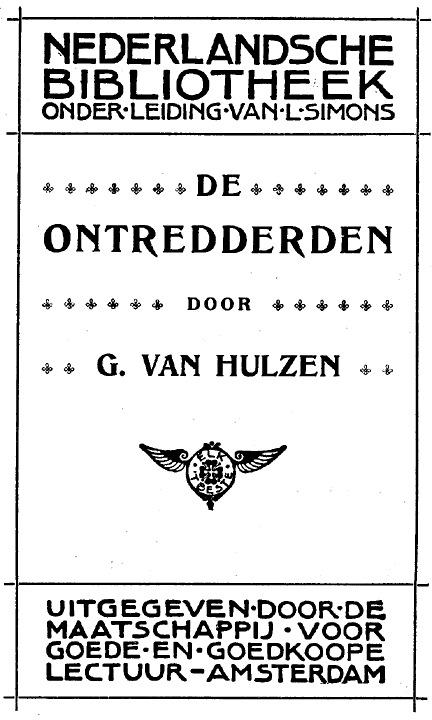 NEDERLANDSCHE
BIBLIOTHEEK
ONDER·LEIDING·VAN·L·SIMONS
DE
ONTREDDERDEN
DOOR
G. VAN HULZEN
ELK
'T BESTE
UITGEGEVEN·DOOR·DE
MAATSCHAPPIJ·VOOR
GOEDE·EN·GOEDKOOPE
LECTUUR–AMSTERDAM